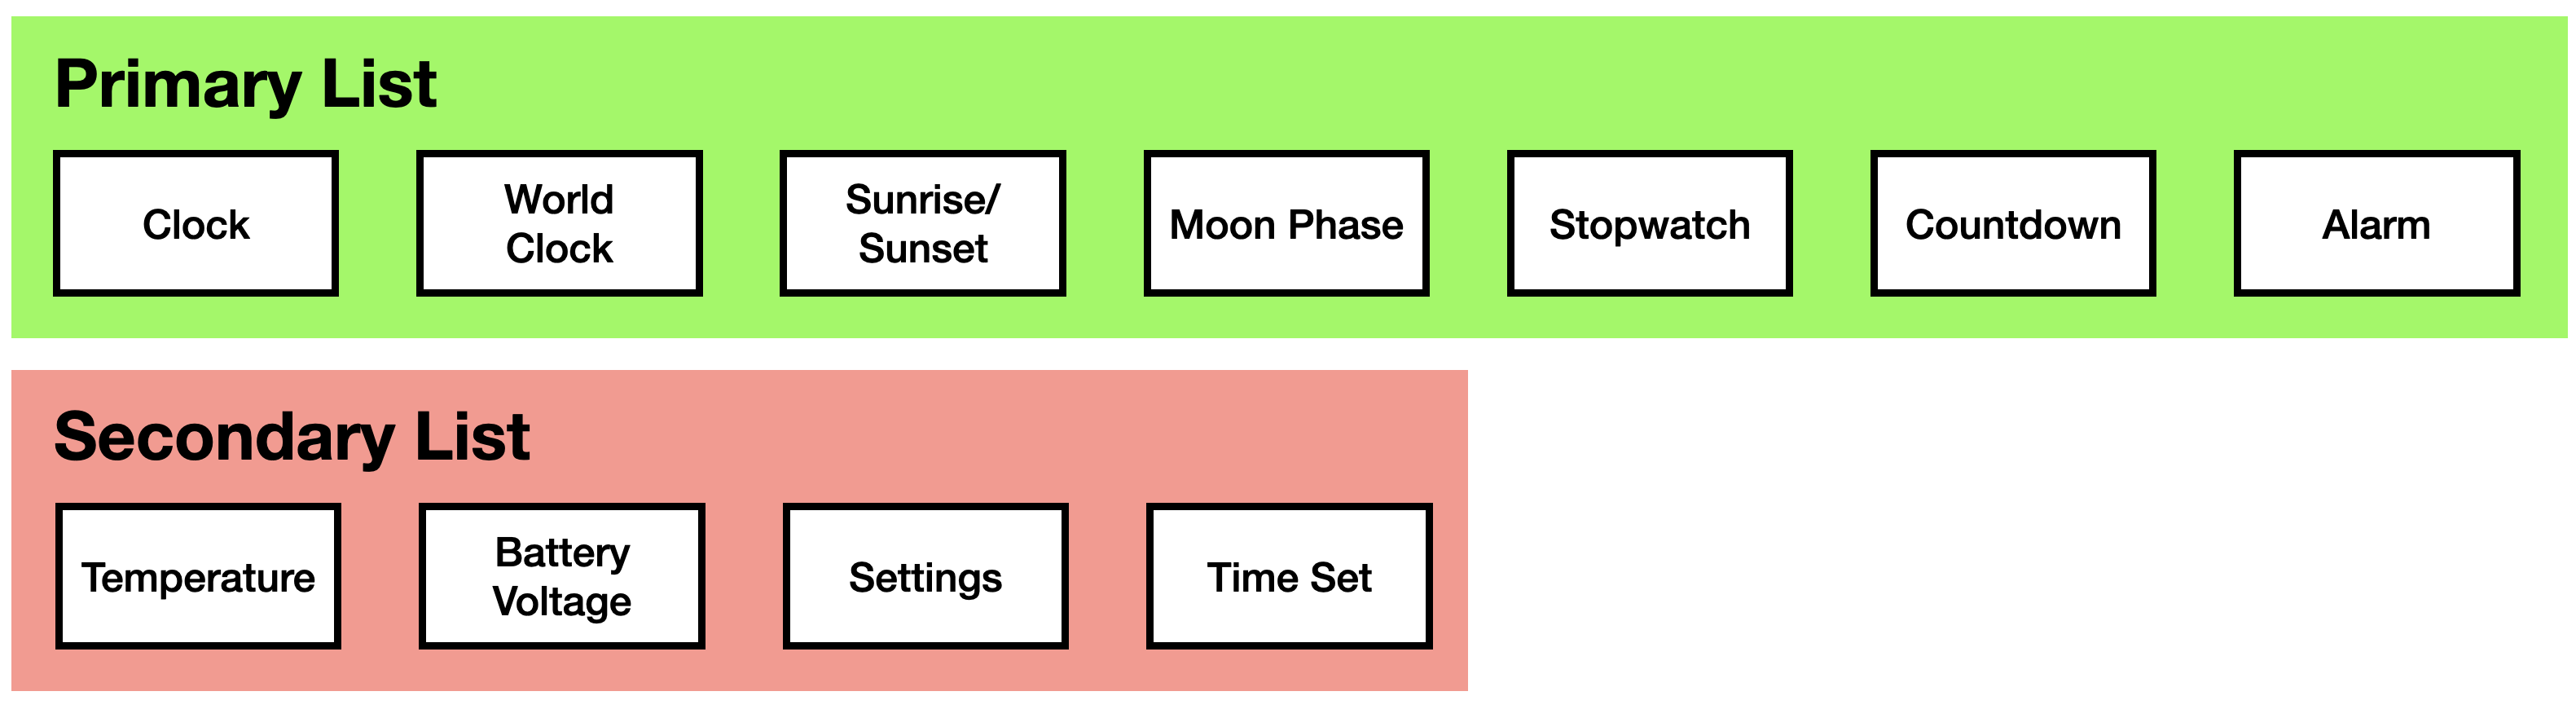 Primary List
Clock
World
Clock
Sunrise/
Sunset
Moon Phase
Stopwatch
Countdown
Alarm
Secondary List
Temperature
Battery
Voltage
Settings
Time Set